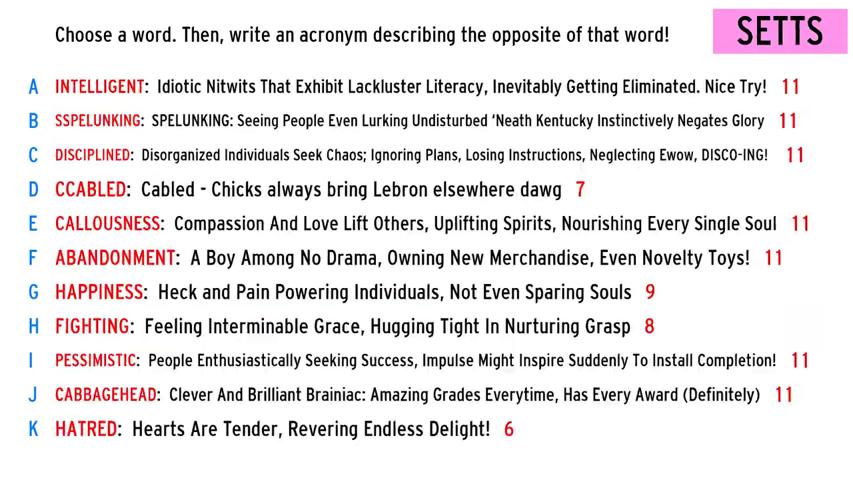 Choose a word. Then, write an acronym describing the opposite of that word!
SETTS
A INTELLIGENT: Idiotic Nitwits That Exhibit Lackluster Literacy, Inevitably Getting Eliminated. Nice Try! 11
B SSPELUNKING: SPELUNKING: Seeing People Even Lurking Undisturbed 'Neath Kentucky Instinctively Negates Glory 11
C DISCIPLINED: Disorganized Individuals Seek Chaos; Ignoring Plans, Losing Instructions, Neglecting Ewow, DISCO-ING! 11
D CCABLED: Cabled - Chicks always bring Lebron elsewhere dawg 7
E CALLOUSNESS: Compassion And Love Lift Others, Uplifting Spirits, Nourishing Every Single Soul 11
F ABANDONMENT: A Boy Among No Drama, Owning New Merchandise, Even Novelty Toys! 11
G HAPPINESS: Heck and Pain Powering Individuals, Not Even Sparing Souls 9
H FIGHTING: Feeling Interminable Grace, Hugging Tight In Nurturing Grasp 8
I PESSIMISTIC: People Enthusiastically Seeking Success, Impulse Might Inspire Suddenly To Install Completion! 11
J CABBAGEHEAD: Clever And Brilliant Brainiac: Amazing Grades Everytime, Has Every Award (Definitely) 11
K HATRED: Hearts Are Tender, Revering Endless Delight! 6